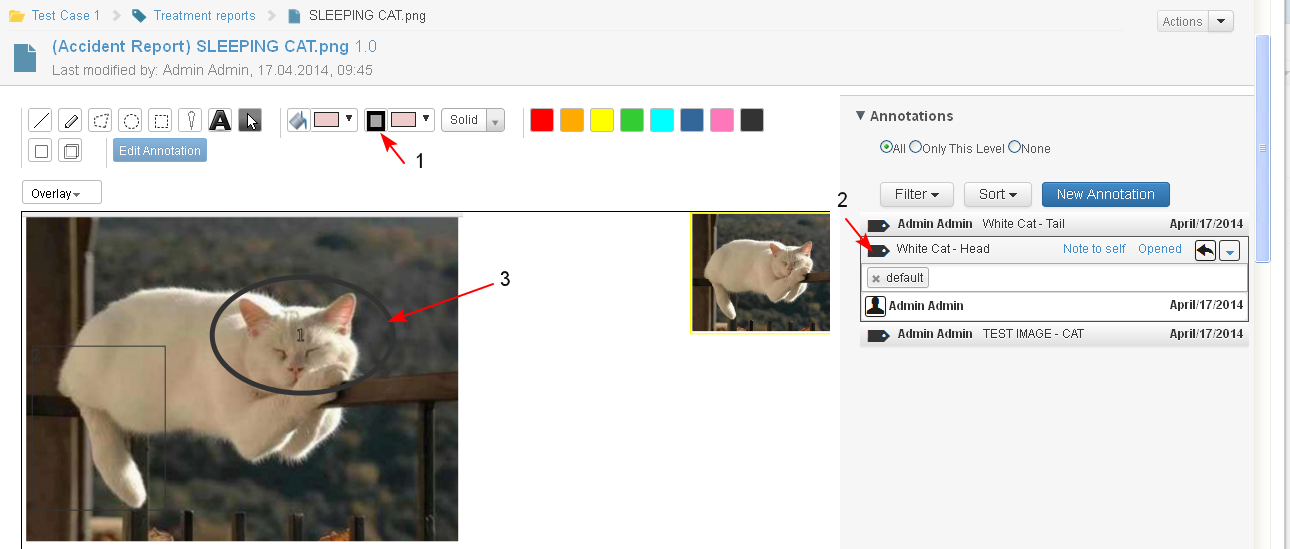 Test Case 1 Treatment reports SLEEPING CAT.png
Actions
(Accident Report) SLEEPING CAT.png 1.0
Last modified by: Admin Admin, 17.04.2014, 09:45
A Solid
Edit Annotation
1
Overlay
Annotations
All Only This Level None
Filter Sort New Annotation
2
Admin Admin White Cat - Tail April/17/2014
White Cat - Head Note to self Opened
default
Admin Admin April/17/2014
Admin Admin TEST IMAGE - CAT April/17/2014
3
1
2